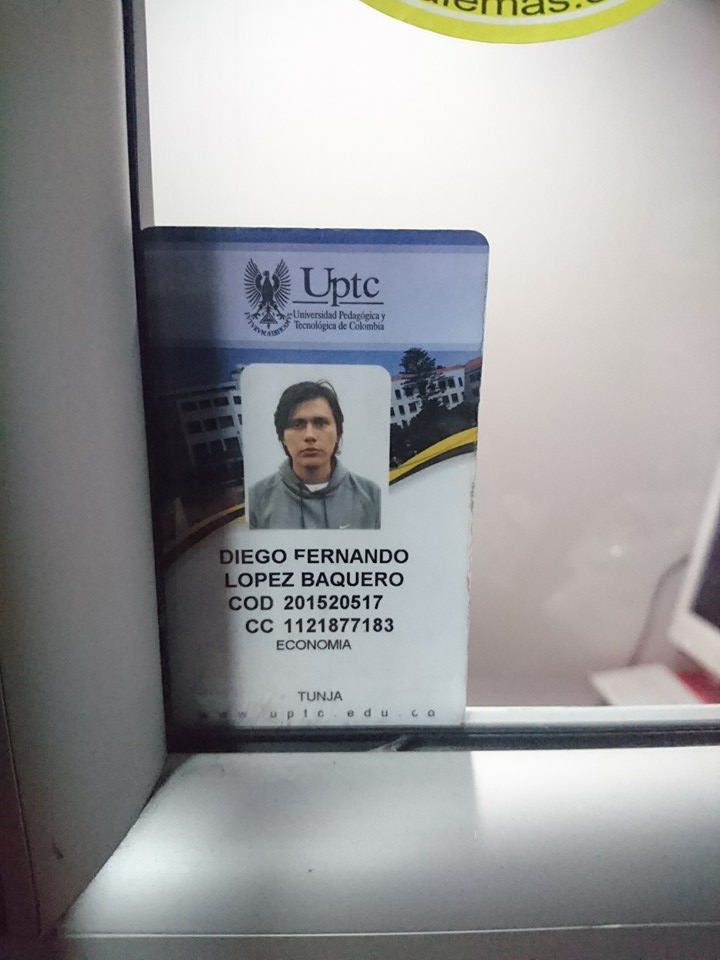 Uptc
Universidad Pedagógica y
Tecnológica de Colombia
DIEGO FERNANDO
LOPEZ BAQUERO
COD 201520517
CC 1121877183
ECONOMIA
TUNJA
www.uptc.edu.co